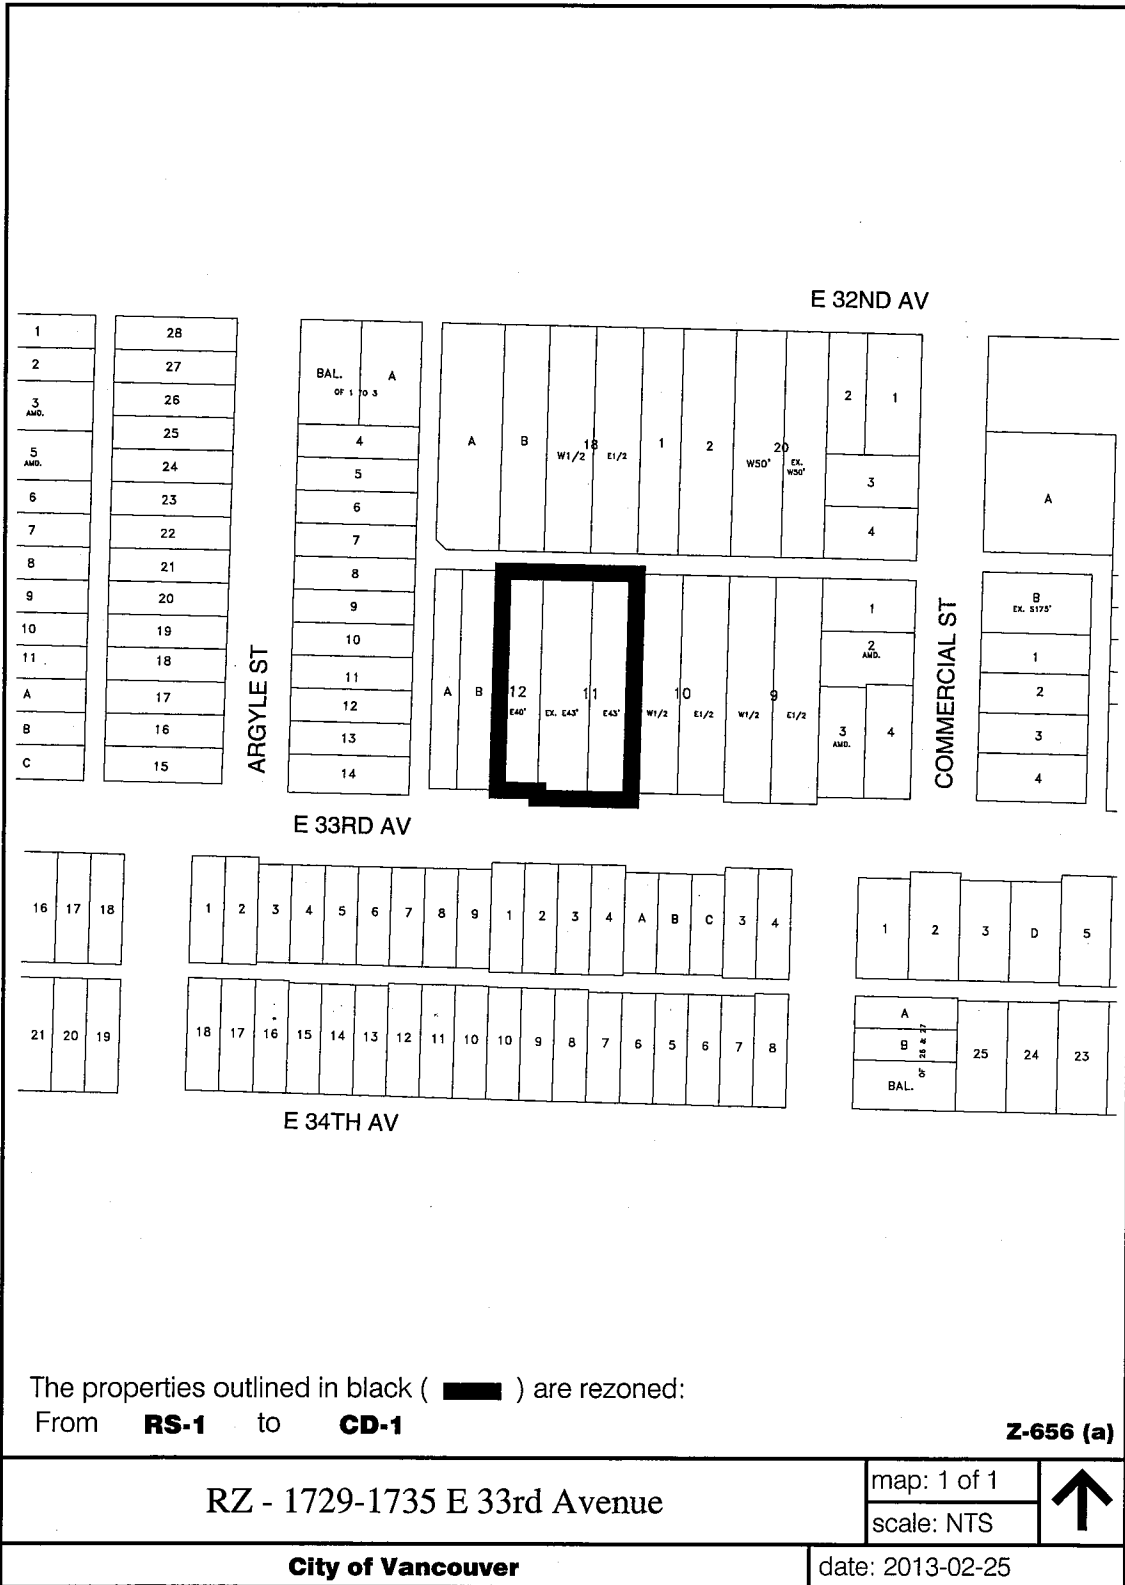 E 32ND AV
1
2
3
AMD.
5
AMD.
6
7
8
9
10
11
A
B
C
28
27
26
25
24
23
22
21
20
19
18
17
16
15
ARGYLE ST
BAL.
A
OF 1 TO 3
4
5
6
7
8
9
10
11
12
13
14
A
B
18
W1/2
E1/2
1
2
20
W50'
EX.
W50'
2
1
3
4
A
B
12
E40'
11
EX. E43'
E43'
10
W1/2
E1/2
9
W1/2
E1/2
1
2
AMD.
3
AMD.
4
COMMERCIAL ST
A
B
EX. S175'
1
2
3
4
E 33RD AV
16 17 18
1 2 3 4 5 6 7 8 9 1 2 3 4 A B C 3 4
1 2 3 D 5
21 20 19
18 17 16 15 14 13 12 11 10 10 9 8 7 6 5 6 7 8
A
B
BAL.
OF 26 & 27
25 24 23
E 34TH AV
The properties outlined in black ( ) are rezoned:
From RS-1 to CD-1
Z-656 (a)
RZ - 1729-1735 E 33rd Avenue
map: 1 of 1
scale: NTS
City of Vancouver
date: 2013-02-25